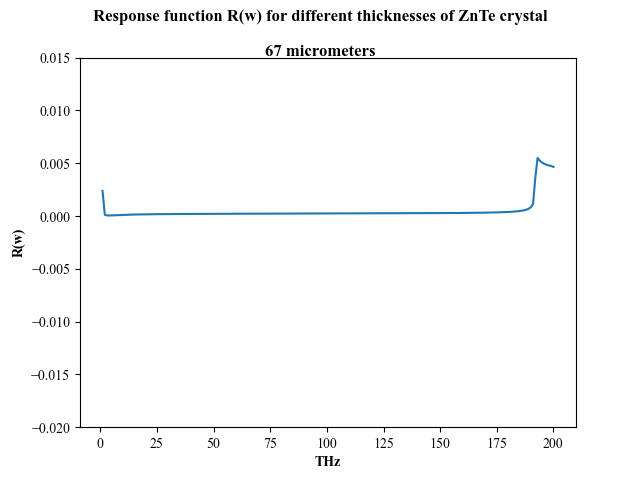 Response function R(w) for different thicknesses of ZnTe crystal
67 micrometers
0.015
0.010
0.005
0.000
−0.005
−0.010
−0.015
−0.020
R(w)
0 25 50 75 100 125 150 175 200
THz